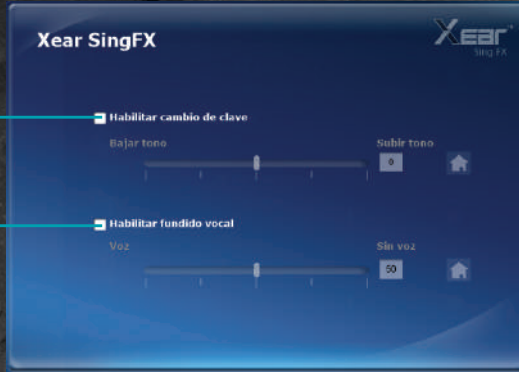 Xear SingFX
Xear™
Sing FX
Habilitar cambio de clave
Bajar tono
Subir tono
0
Habilitar fundido vocal
Voz
Sin voz
50